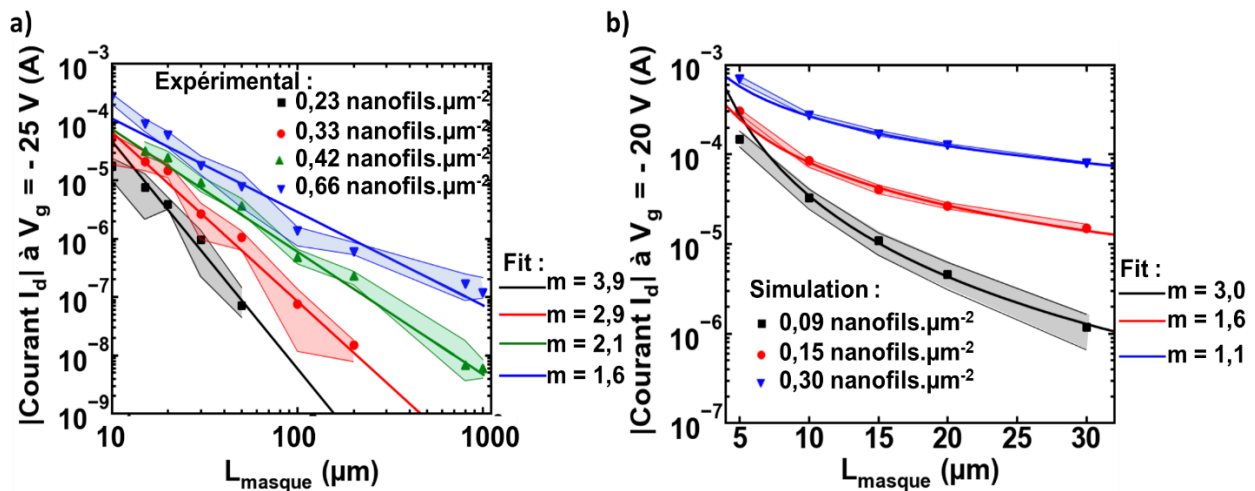 a)
|Courant I_d| à V_g = - 25 V (A)
10⁻³
10⁻⁴
10⁻⁵
10⁻⁶
10⁻⁷
10⁻⁸
10⁻⁹
Expérimental :
0,23 nanofils.µm⁻²
0,33 nanofils.µm⁻²
0,42 nanofils.µm⁻²
0,66 nanofils.µm⁻²
Fit :
m = 3,9
m = 2,9
m = 2,1
m = 1,6
10
100
1000
L_masque (µm)
b)
|Courant I_d| à V_g = - 20 V (A)
10⁻³
10⁻⁴
10⁻⁵
10⁻⁶
10⁻⁷
Simulation :
0,09 nanofils.µm⁻²
0,15 nanofils.µm⁻²
0,30 nanofils.µm⁻²
Fit :
m = 3,0
m = 1,6
m = 1,1
5
10
15
20
25
30
L_masque (µm)